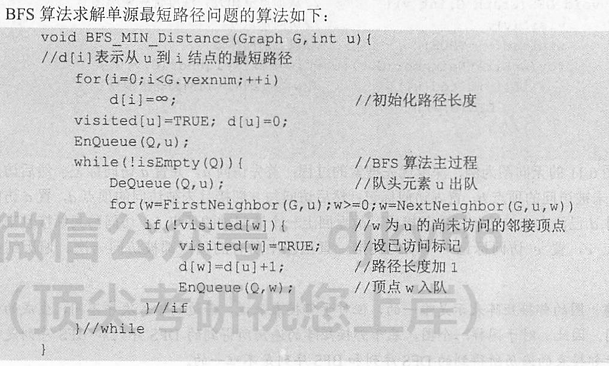 BFS 算法求解单源最短路径问题的算法如下：
void BFS_MIN_Distance(Graph G,int u){
//d[i]表示从 u 到 i 结点的最短路径
for(i=0;i<G.vexnum;++i)
d[i]=∞; //初始化路径长度
visited[u]=TRUE; d[u]=0;
EnQueue(Q,u);
while(!isEmpty(Q)){ //BFS 算法主过程
DeQueue(Q,u); //队头元素 u 出队
for(w=FirstNeighbor(G,u);w>=0;w=NextNeighbor(G,u,w))
if(!visited[w]){ //w 为 u 的尚未访问的邻接顶点
visited[w]=TRUE; //设已访问标记
d[w]=d[u]+1; //路径长度加 1
EnQueue(Q,w); //顶点 w 入队
}//if
}//while
}
微信公众号
(顶尖考研祝您上岸)